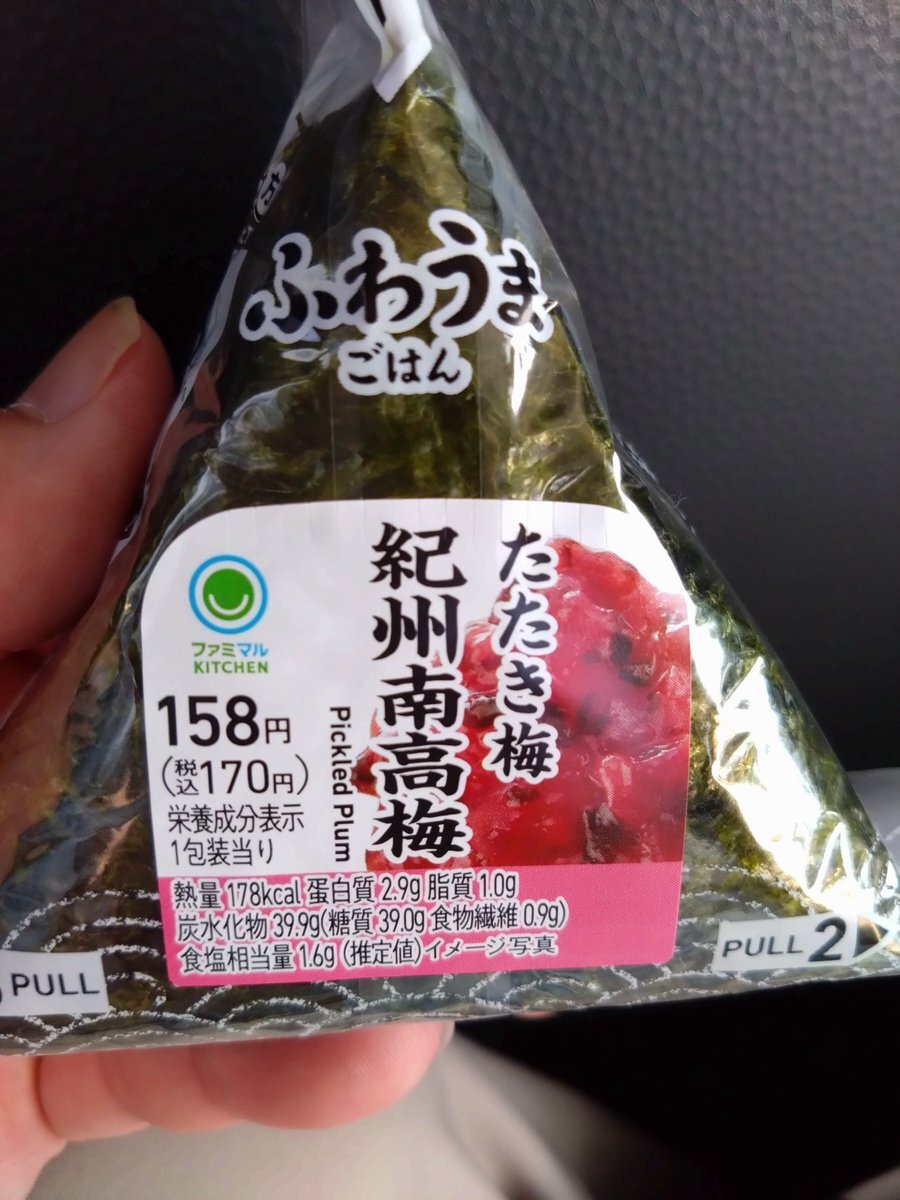 ふわうま
ごはん
たたき梅
紀州南高梅
Pickled Plum
ファミマル
KITCHEN
158円
(税込170円)
栄養成分表示
1包装当り
熱量 178kcal 蛋白質 2.9g 脂質 1.0g
炭水化物 39.9g(糖質 39.0g 食物繊維 0.9g)
食塩相当量 1.6g (推定値) イメージ写真
PULL
PULL 2